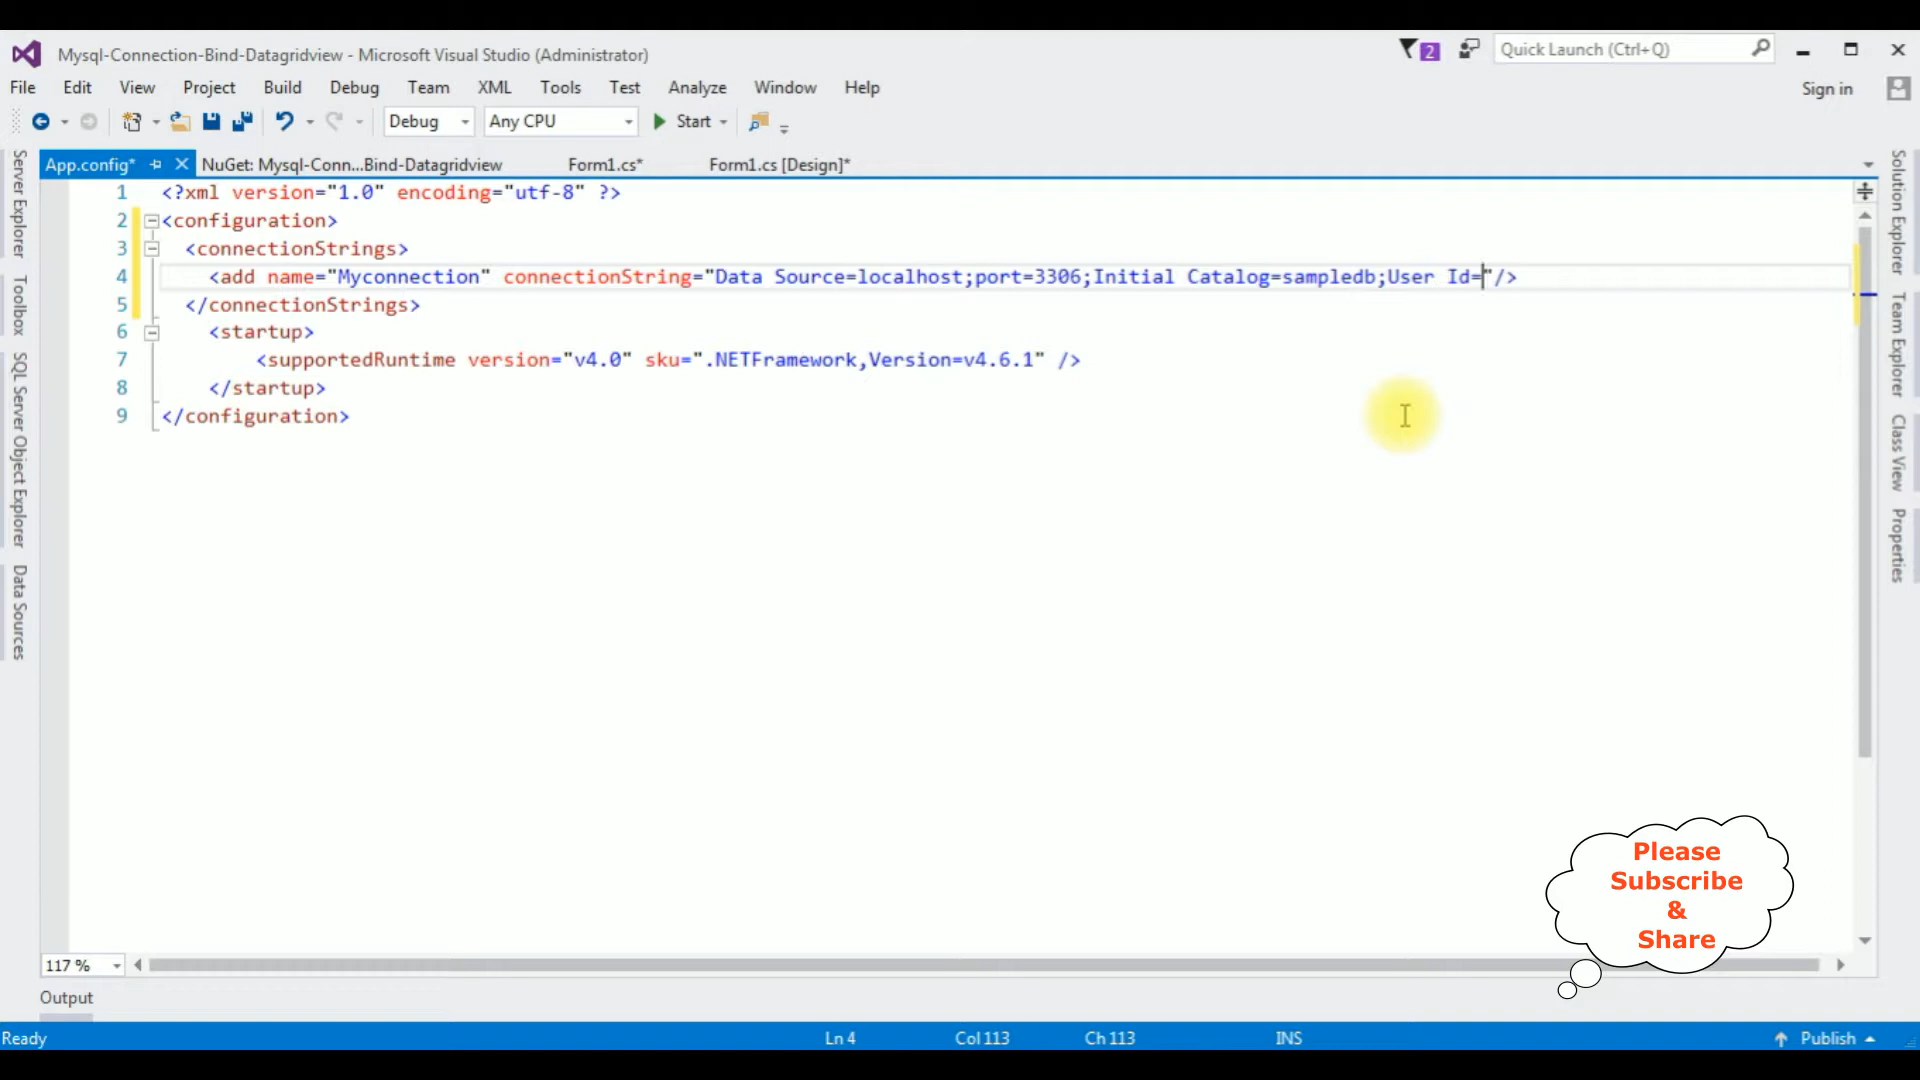 Mysql-Connection-Bind-Datagridview - Microsoft Visual Studio (Administrator)
2
Quick Launch (Ctrl+Q)
File Edit View Project Build Debug Team XML Tools Test Analyze Window Help
Sign in
Debug Any CPU Start
App.config* NuGet: Mysql-Conn...Bind-Datagridview Form1.cs* Form1.cs [Design]*
1 <?xml version="1.0" encoding="utf-8" ?>
2 <configuration>
3 <connectionStrings>
4 <add name="Myconnection" connectionString="Data Source=localhost;port=3306;Initial Catalog=sampledb;User Id="/>
5 </connectionStrings>
6 <startup>
7 <supportedRuntime version="v4.0" sku=".NETFramework,Version=v4.6.1" />
8 </startup>
9 </configuration>
Server Explorer
Toolbox
SQL Server Object Explorer
Data Sources
Solution Explorer
Team Explorer
Class View
Properties
Please
Subscribe
&
Share
117 %
Output
Ready Ln 4 Col 113 Ch 113 INS Publish